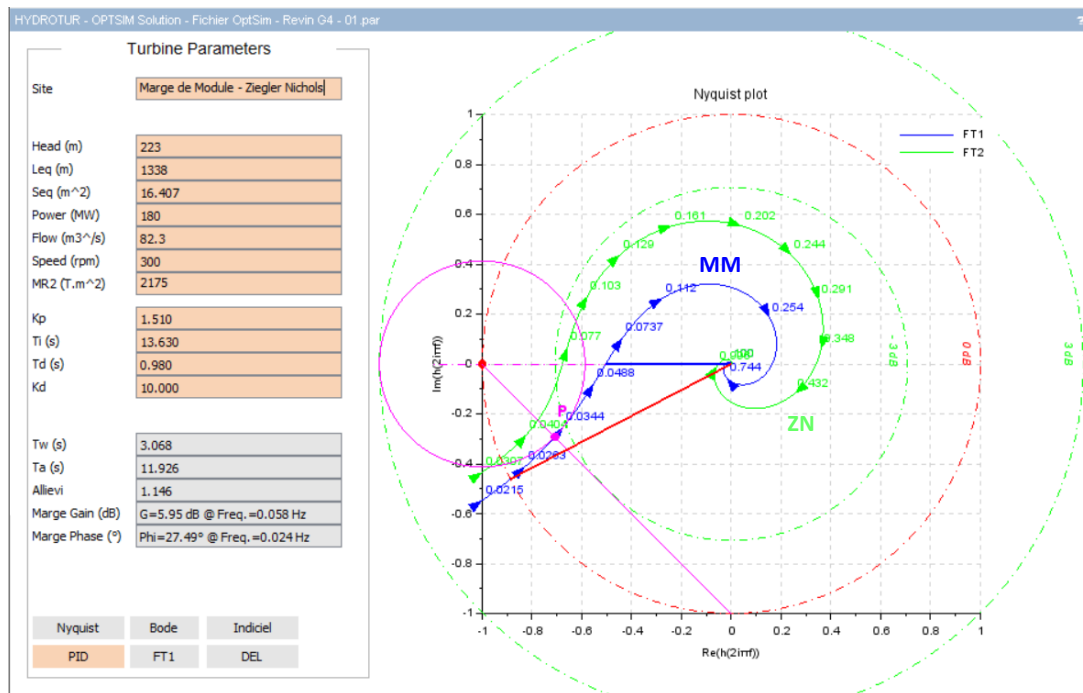 HYDROTUR - OPTSIM Solution - Fichier OptSim - Revin G4 - 01.par
?
Turbine Parameters
Site Marge de Module - Ziegler Nichols
Head (m) 223
Leq (m) 1338
Seq (m^2) 16.407
Power (MW) 180
Flow (m3^/s) 82.3
Speed (rpm) 300
MR2 (T.m^2) 2175
Kp 1.510
Ti (s) 13.630
Td (s) 0.980
Kd 10.000
Tw (s) 3.068
Ta (s) 11.926
Allievi 1.146
Marge Gain (dB) G=5.95 dB @ Freq.=0.058 Hz
Marge Phase (°) Phi=27.49° @ Freq.=0.024 Hz
Nyquist Bode Indiciel
PID FT1 DEL
Nyquist plot
FT1
FT2
1
0.8
0.6
0.4
0.2
0
-0.2
-0.4
-0.6
-0.8
-1
Im(h(2iπf))
-1 -0.8 -0.6 -0.4 -0.2 0 0.2 0.4 0.6 0.8 1
Re(h(2iπf))
0.161
0.202
0.129
0.244
0.103
0.291
0.077
0.348
0.432
0.0404
0.0307
MM
0.112
0.254
0.0737
0.0488
0.744
100
0.0344
0.0263
0.0215
P
ZN
-3 dB
0 dB
3 dB